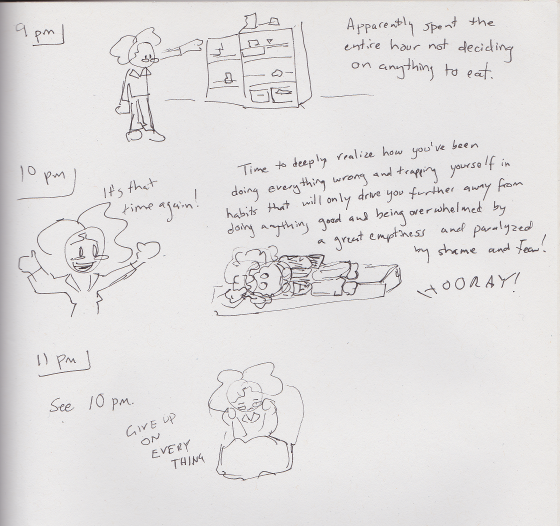 9 pm
Apparently spent the
entire hour not deciding
on anything to eat.
10 pm
It's that
time again!
Time to deeply realize how you've been
doing everything wrong and trapping yourself in
habits that will only drive you further away from
doing anything good and being overwhelmed by
a great emptiness and paralyzed
by shame and fear!
HOORAY!
11 pm
See 10 pm.
GIVE UP
ON
EVERY
THING